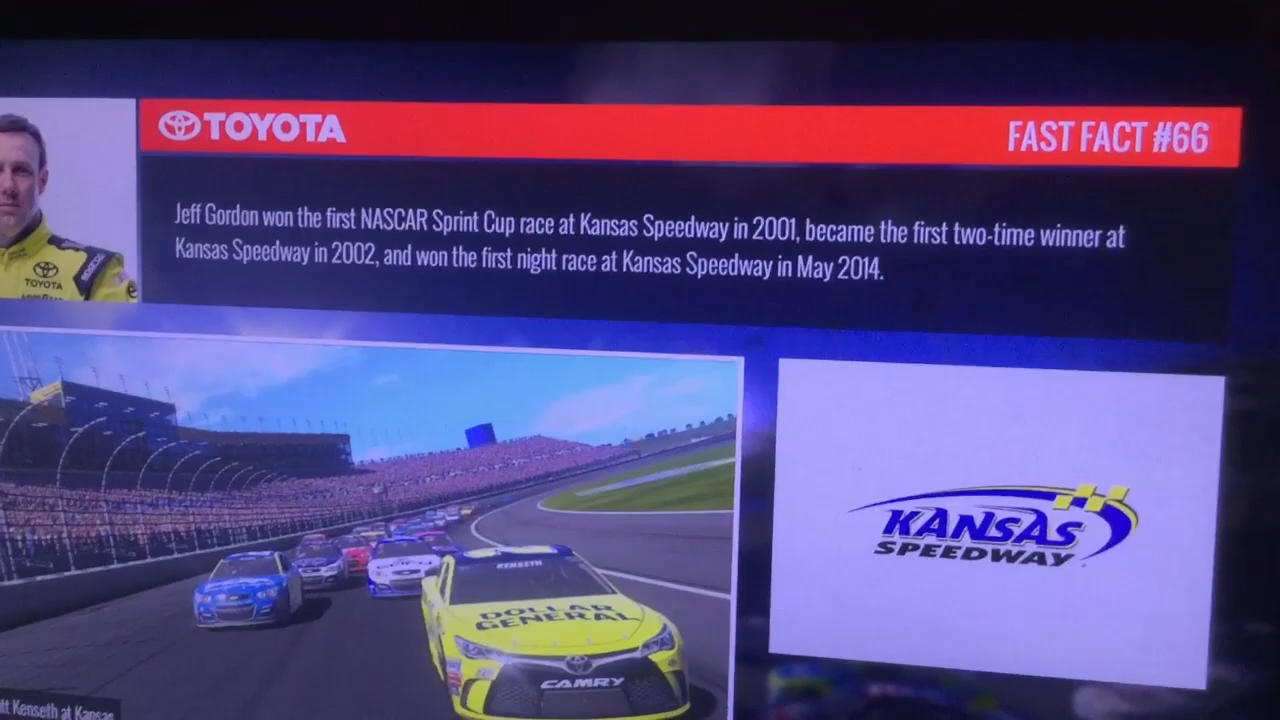 TOYOTA
FAST FACT #66
Jeff Gordon won the first NASCAR Sprint Cup race at Kansas Speedway in 2001, became the first two-time winner at
Kansas Speedway in 2002, and won the first night race at Kansas Speedway in May 2014.
TOYOTA
KENSETH
DOLLAR
GENERAL
CAMRY
KANSAS
SPEEDWAY
Kenseth at Kansas